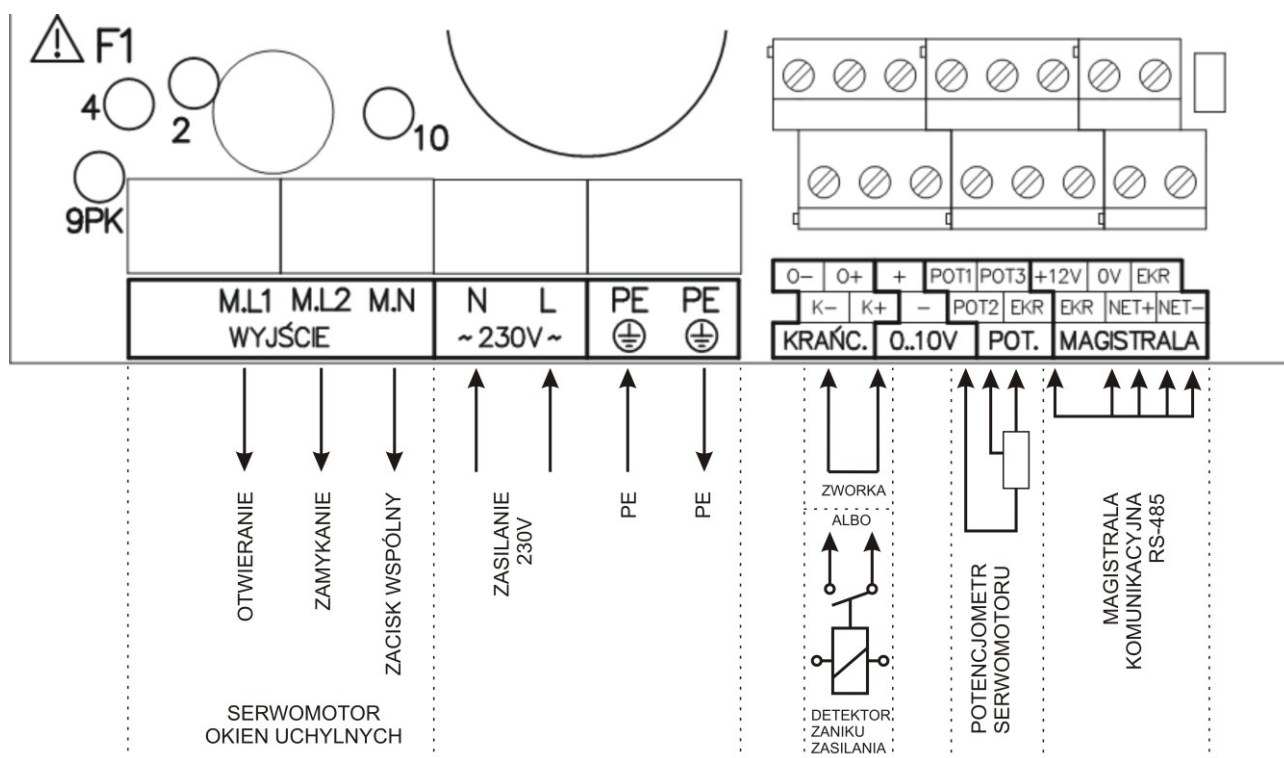 F1
4
2
10
9PK
M.L1 M.L2 M.N
WYJŚCIE
N L
~230V~
PE PE
O- O+ + POT1 POT3 +12V 0V EKR
K- K+ - POT2 EKR EKR NET+ NET-
KRAŃC. 0..10V POT. MAGISTRALA
OTWIERANIE
ZAMYKANIE
ZACISK WSPÓLNY
ZASILANIE
230V
PE
PE
SERWOMOTOR
OKIEN UCHYLNYCH
ZWORKA
ALBO
DETEKTOR
ZANIKU
ZASILANIA
POTENCJOMETR
SERWOMOTORU
MAGISTRALA
KOMUNIKACYJNA
RS-485